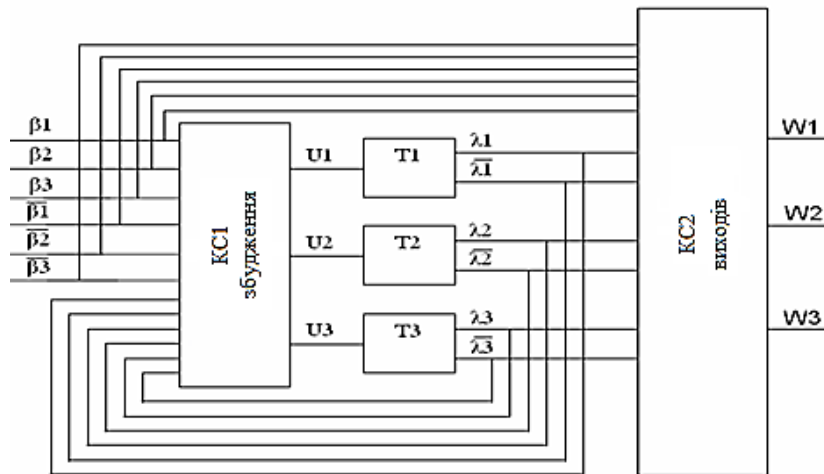 β1
β2
β3
β̅1̅
β̅2̅
β̅3̅
КС1
збудження
U1
U2
U3
T1
T2
T3
λ1
λ̅1̅
λ2
λ̅2̅
λ3
λ̅3̅
КС2
виходів
W1
W2
W3